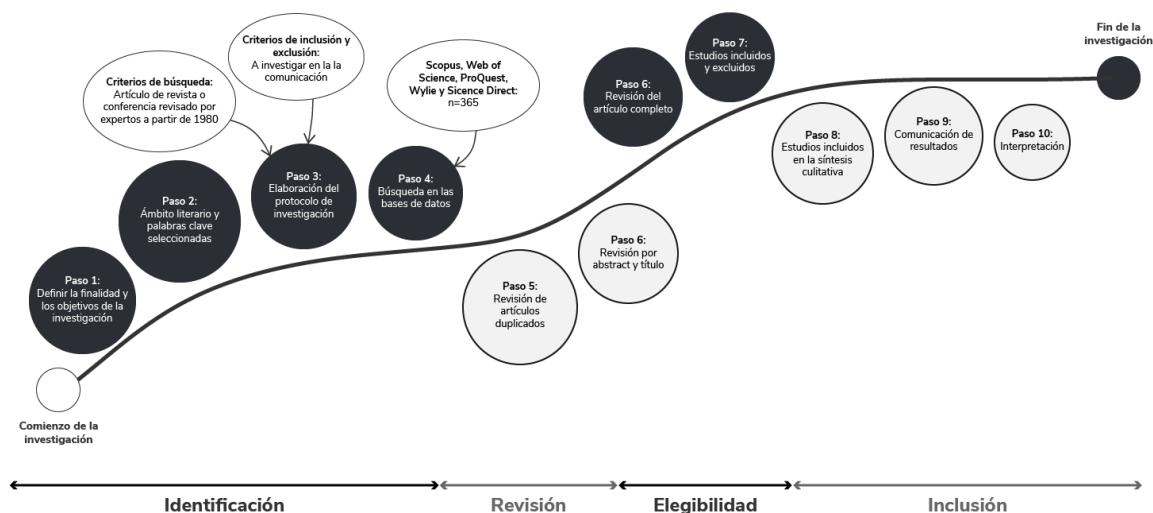 Comienzo de la
investigación
Paso 1:
Definir la finalidad y
los objetivos de la
investigación
Paso 2:
Ámbito literario y
palabras clave
seleccionadas
Criterios de búsqueda:
Artículo de revista o
conferencia revisado por
expertos a partir de 1980
Criterios de inclusión y
exclusión:
A investigar en la la
comunicación
Paso 3:
Elaboración del
protocolo de
investigación
Scopus, Web of
Science, ProQuest,
Wylie y Sicence Direct:
n=365
Paso 4:
Búsqueda en las
bases de datos
Paso 5:
Revisión de
artículos
duplicados
Paso 6:
Revisión por
abstract y título
Paso 6:
Revisión del
artículo completo
Paso 7:
Estudios incluidos
y excluidos
Paso 8:
Estudios incluidos
en la síntesis
culitativa
Paso 9:
Comunicación de
resultados
Paso 10:
Interpretación
Fin de la
investigación
Identificación
Revisión
Elegibilidad
Inclusión